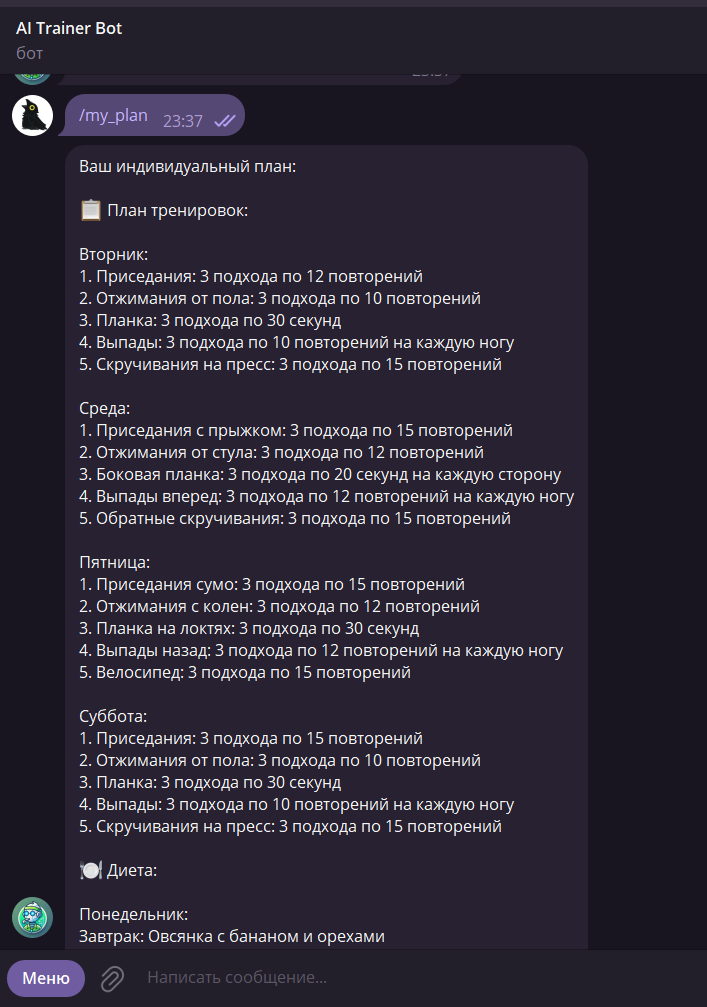 AI Trainer Bot
бот
/my_plan 23:37
Ваш индивидуальный план:
План тренировок:
Вторник:
1. Приседания: 3 подхода по 12 повторений
2. Отжимания от пола: 3 подхода по 10 повторений
3. Планка: 3 подхода по 30 секунд
4. Выпады: 3 подхода по 10 повторений на каждую ногу
5. Скручивания на пресс: 3 подхода по 15 повторений
Среда:
1. Приседания с прыжком: 3 подхода по 15 повторений
2. Отжимания от стула: 3 подхода по 12 повторений
3. Боковая планка: 3 подхода по 20 секунд на каждую сторону
4. Выпады вперед: 3 подхода по 12 повторений на каждую ногу
5. Обратные скручивания: 3 подхода по 15 повторений
Пятница:
1. Приседания сумо: 3 подхода по 15 повторений
2. Отжимания с колен: 3 подхода по 12 повторений
3. Планка на локтях: 3 подхода по 30 секунд
4. Выпады назад: 3 подхода по 12 повторений на каждую ногу
5. Велосипед: 3 подхода по 15 повторений
Суббота:
1. Приседания: 3 подхода по 15 повторений
2. Отжимания от пола: 3 подхода по 10 повторений
3. Планка: 3 подхода по 30 секунд
4. Выпады: 3 подхода по 10 повторений на каждую ногу
5. Скручивания на пресс: 3 подхода по 15 повторений
Диета:
Понедельник:
Завтрак: Овсянка с бананом и орехами
Меню
Написать сообщение...